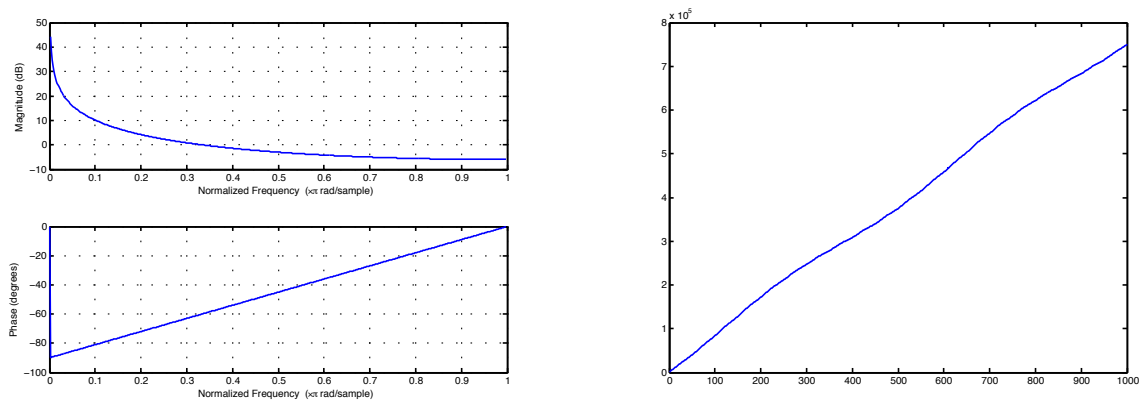 50
40
30
20
10
0
−10
Magnitude (dB)
0 0.1 0.2 0.3 0.4 0.5 0.6 0.7 0.8 0.9 1
Normalized Frequency (×π rad/sample)
0
−20
−40
−60
−80
−100
Phase (degrees)
0 0.1 0.2 0.3 0.4 0.5 0.6 0.7 0.8 0.9 1
Normalized Frequency (×π rad/sample)
x 10⁵
8
7
6
5
4
3
2
1
0
0 100 200 300 400 500 600 700 800 900 1000